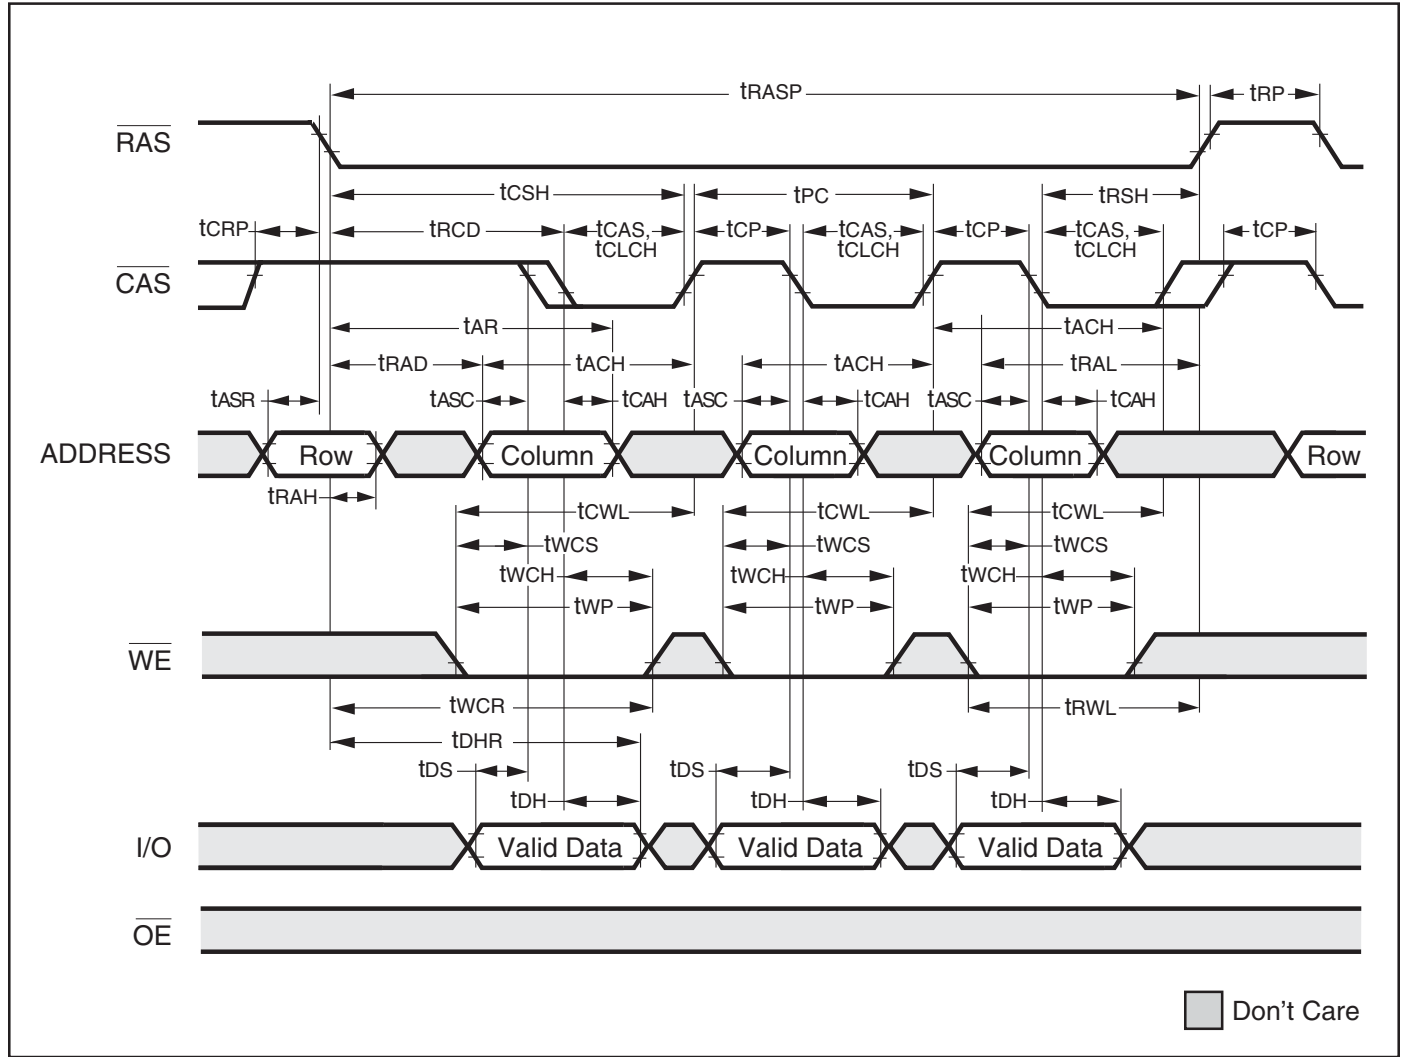 tRASP
tRP
RAS
tCSH
tPC
tRSH
tCRP
tRCD
tCAS,
tCLCH
tCP
tCAS,
tCLCH
tCP
tCAS,
tCLCH
tCP
CAS
tAR
tACH
tRAD
tACH
tACH
tRAL
tASR
tASC
tCAH
tASC
tCAH
tASC
tCAH
ADDRESS
Row
Column
Column
Column
Row
tRAH
tCWL
tCWL
tCWL
tWCS
tWCS
tWCS
tWCH
tWCH
tWCH
tWP
tWP
tWP
WE
tWCR
tRWL
tDHR
tDS
tDS
tDS
tDH
tDH
tDH
I/O
Valid Data
Valid Data
Valid Data
OE
Don't Care